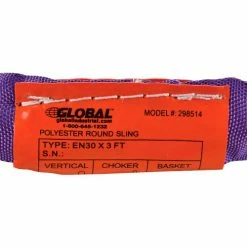 GLOBAL
globalindustrial.com
MODEL #: 298514
1-800-645-1232
POLYESTER ROUND SLING
TYPE: EN30 X 3 FT
S.N.:
VERTICAL CHOKER BASKET